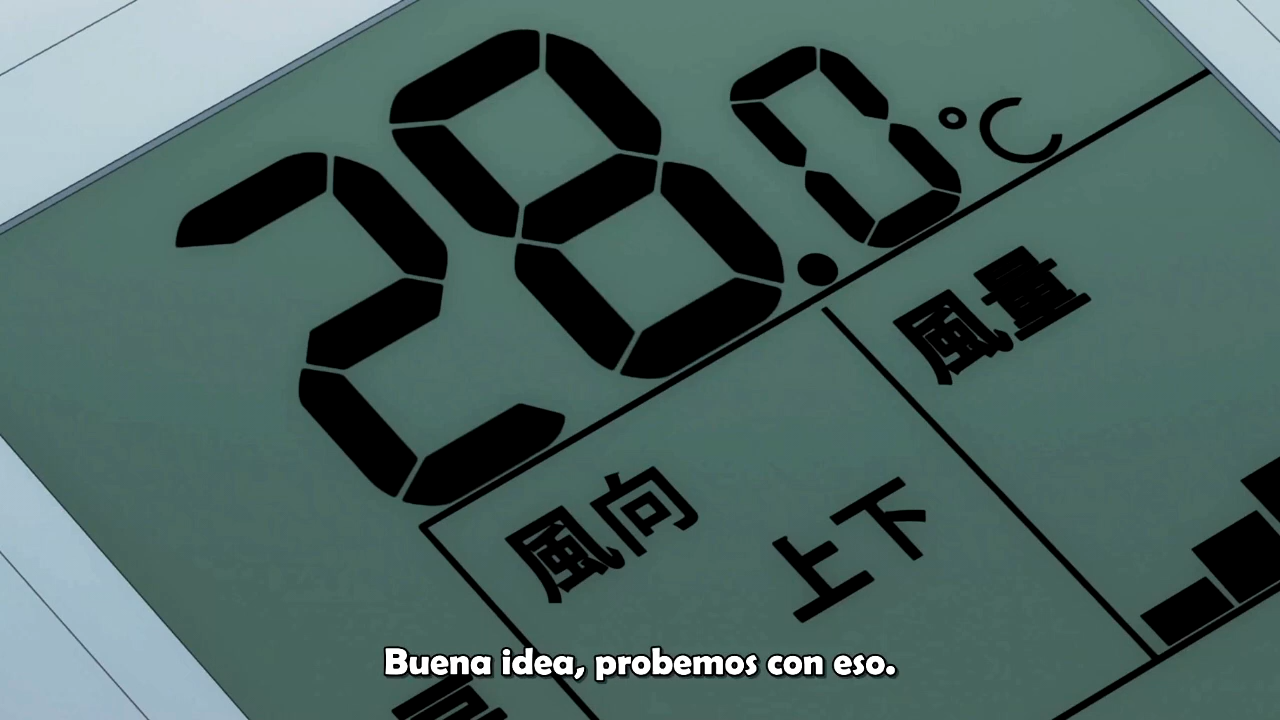 28.0℃
風量
風向 上下
Buena idea, probemos con eso.